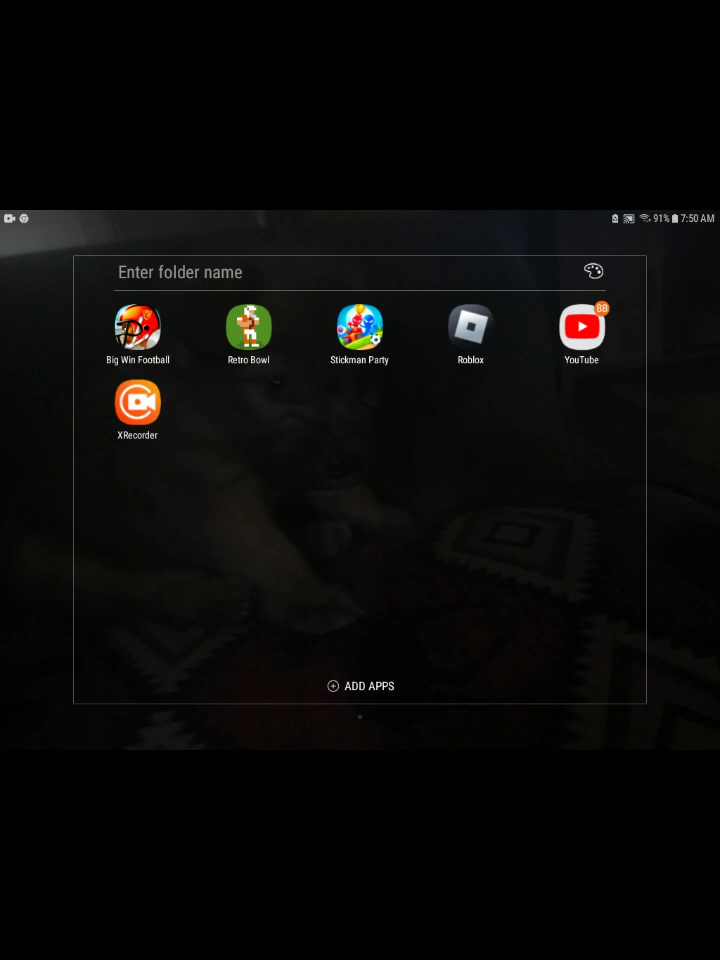 91% 7:50 AM
Enter folder name
88
Big Win Football Retro Bowl Stickman Party Roblox YouTube
XRecorder
ADD APPS